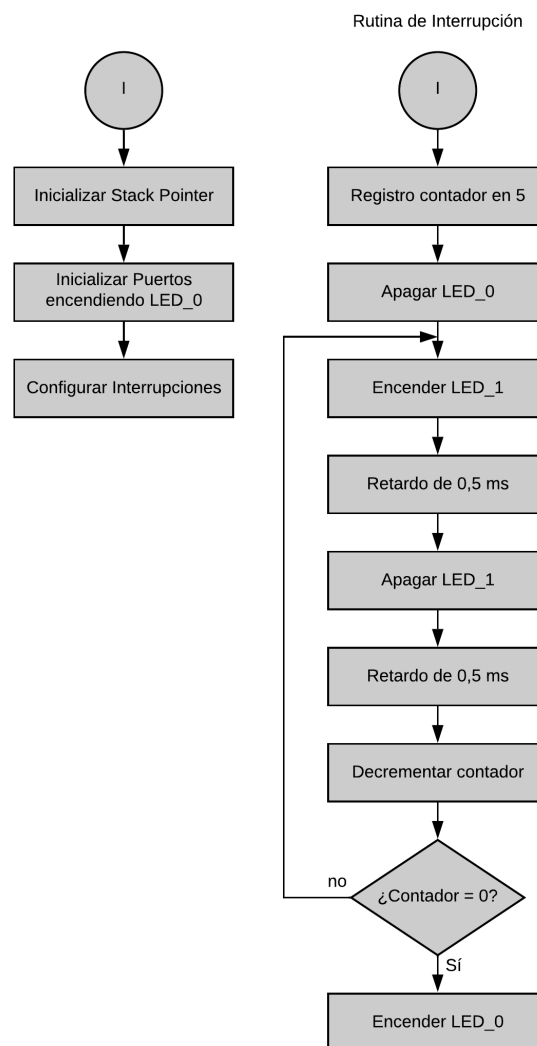 Rutina de Interrupción
I
Inicializar Stack Pointer
Inicializar Puertos
encendiendo LED_0
Configurar Interrupciones
I
Registro contador en 5
Apagar LED_0
Encender LED_1
Retardo de 0,5 ms
Apagar LED_1
Retardo de 0,5 ms
Decrementar contador
¿Contador = 0?
no
Sí
Encender LED_0